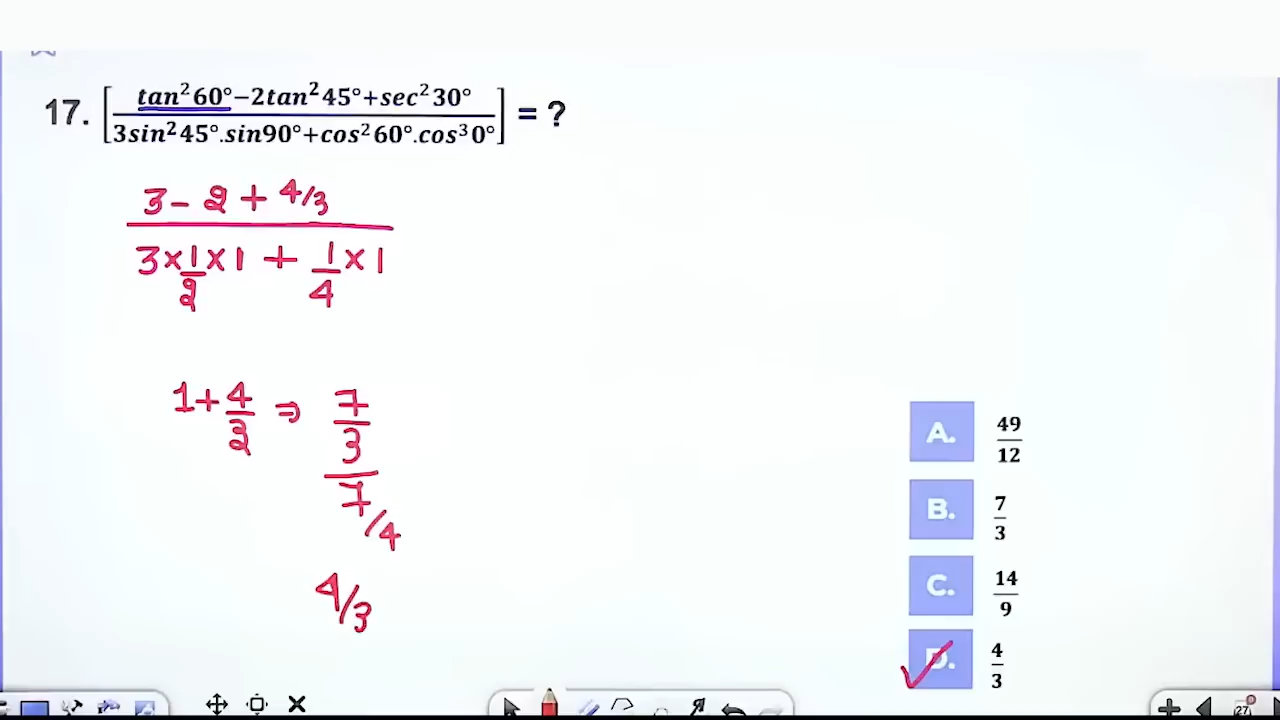 17. [tan²60°−2tan²45°+sec²30° / 3sin²45°.sin90°+cos²60°.cos³0°] = ?
3 − 2 + 4/3
3 × 1/2 × 1 + 1/4 × 1
1 + 4/3 ⇒ 7/3
7/4
4/3
A. 49/12
B. 7/3
C. 14/9
D. 4/3
27